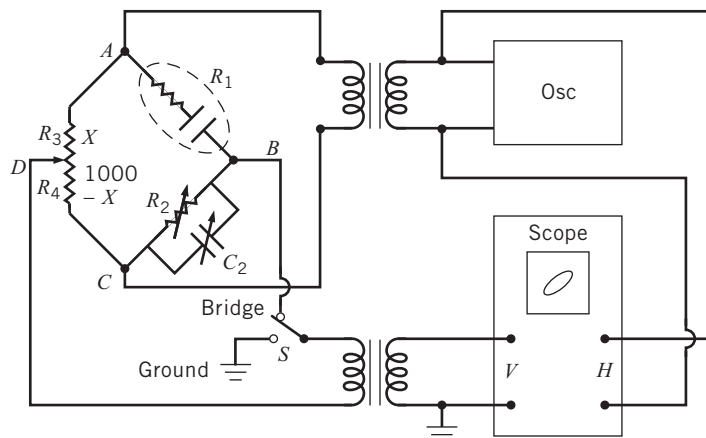 A
R1
Osc
R3 X
D
B
R4 1000
– X
R2
C2
C
Scope
Bridge
S
Ground
V
H